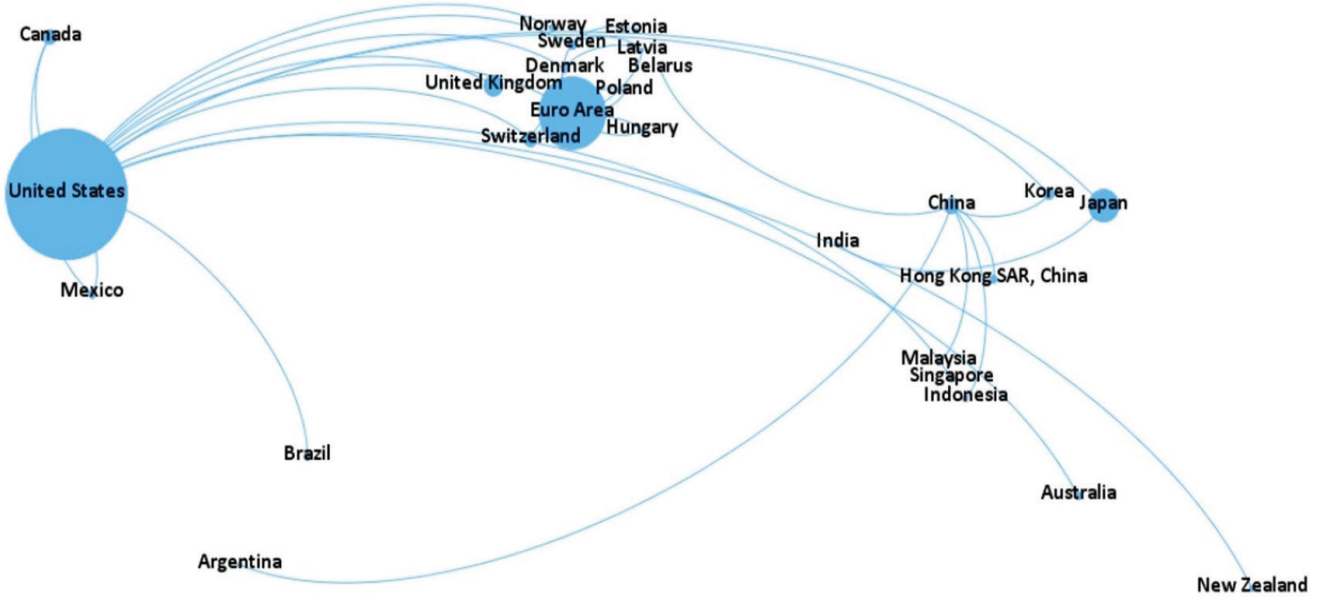 Canada
Norway
Estonia
Sweden
Latvia
Denmark
Belarus
United Kingdom
Poland
Euro Area
Hungary
Switzerland
United States
Korea
China
Japan
India
Hong Kong SAR, China
Mexico
Malaysia
Singapore
Indonesia
Brazil
Australia
Argentina
New Zealand